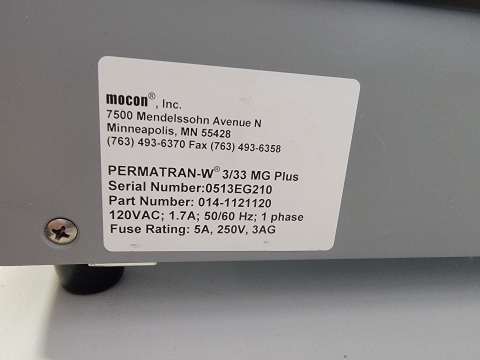 mocon®, Inc.
7500 Mendelssohn Avenue N
Minneapolis, MN 55428
(763) 493-6370 Fax (763) 493-6358
PERMATRAN-W® 3/33 MG Plus
Serial Number:0513EG210
Part Number: 014-1121120
120VAC; 1.7A; 50/60 Hz; 1 phase
Fuse Rating: 5A, 250V, 3AG